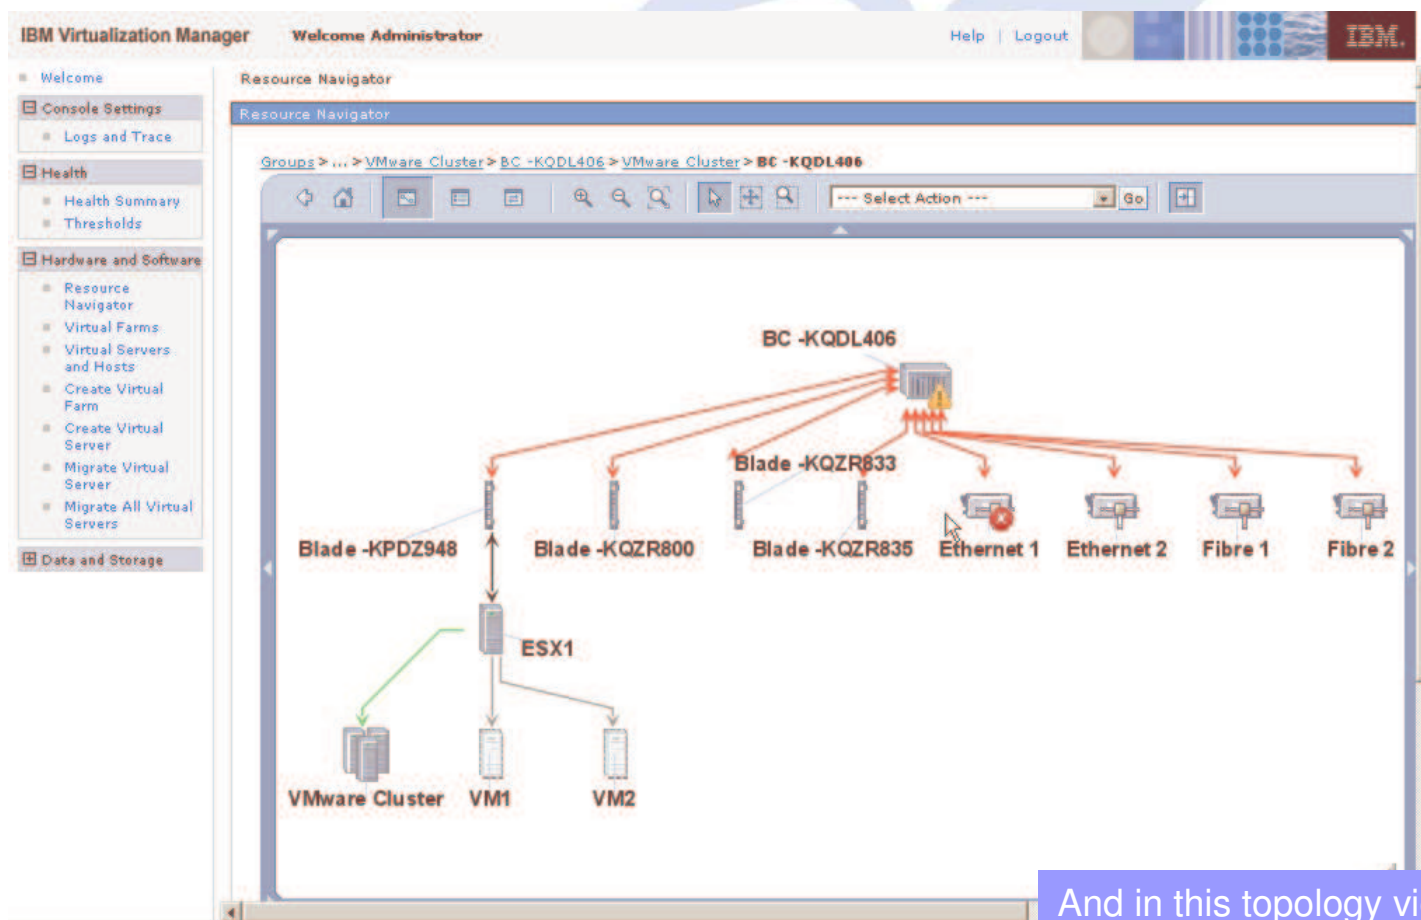 IBM Virtualization Manager Welcome Administrator Help | Logout IBM.
Welcome
Console Settings
Logs and Trace
Health
Health Summary
Thresholds
Hardware and Software
Resource
Navigator
Virtual Farms
Virtual Servers
and Hosts
Create Virtual
Farm
Create Virtual
Server
Migrate Virtual
Server
Migrate All Virtual
Servers
Data and Storage
Resource Navigator
Resource Navigator
Groups > ... > VMware Cluster > BC -KQDL406 > VMware Cluster > BC -KQDL406
--- Select Action --- Go
BC -KQDL406
Blade -KQZR833
Blade -KPDZ948 Blade -KQZR800 Blade -KQZR835 Ethernet 1 Ethernet 2 Fibre 1 Fibre 2
ESX1
VMware Cluster VM1 VM2
And in this topology vi